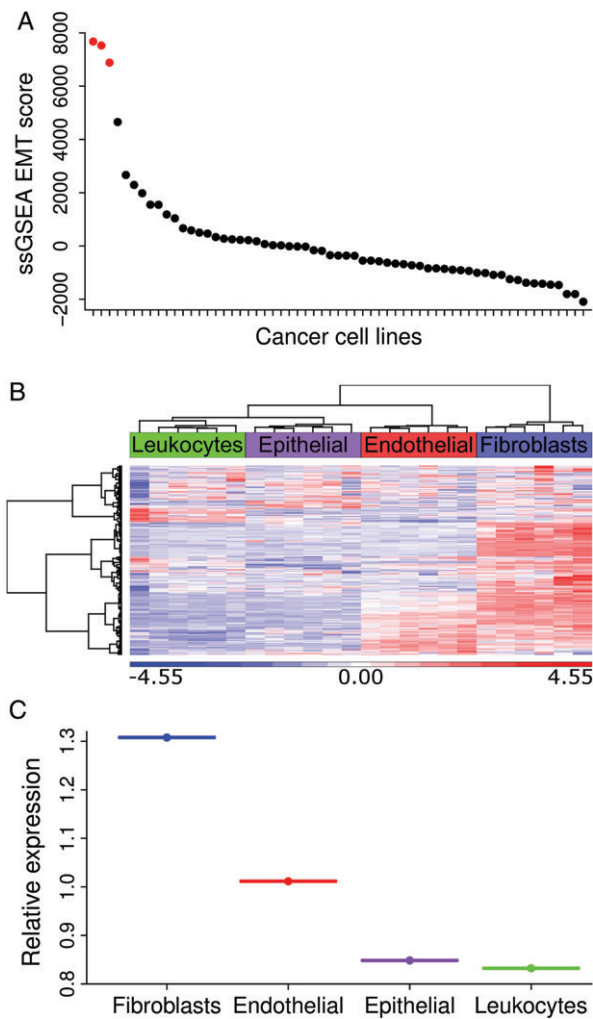 A
ssGSEA EMT score
8000
6000
4000
2000
0
−2000
Cancer cell lines
B
Leukocytes Epithelial Endothelial Fibroblasts
-4.55 0.00 4.55
C
Relative expression
1.3
1.2
1.1
1.0
0.9
0.8
Fibroblasts Endothelial Epithelial Leukocytes